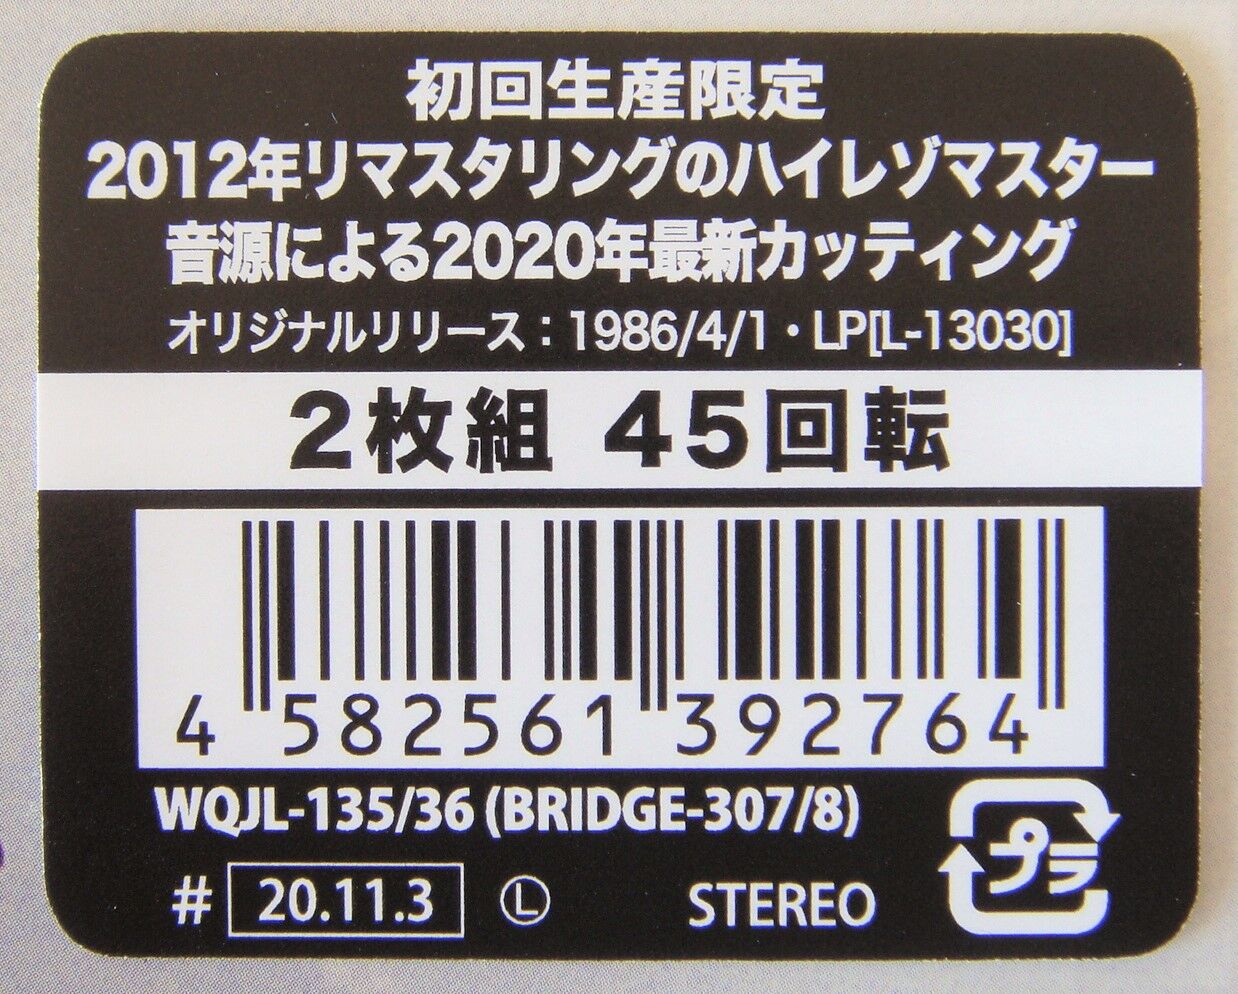 初回生産限定
2012年リマスタリングのハイレゾマスター
音源による2020年最新カッティング
オリジナルリリース：1986/4/1・LP[L-13030]
2枚組 45回転
4 582561 392764
WQJL-135/36 (BRIDGE-307/8)
# 20.11.3 Ⓛ STEREO
プラ